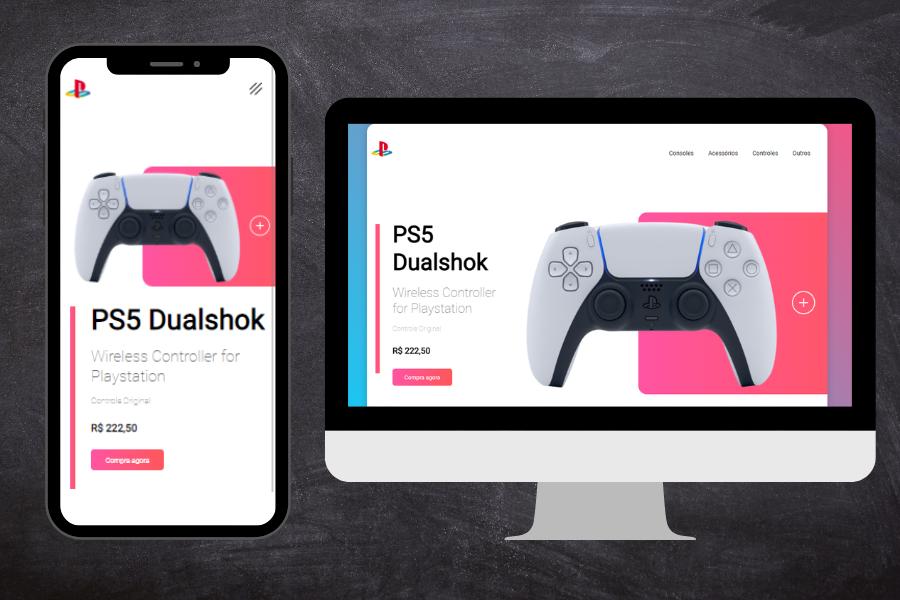 PS5 Dualshok
Wireless Controller for
Playstation
Controle Original
R$ 222,50
Compra agora
Consoles Acessórios Controles Outros
PS5
Dualshok
Wireless Controller
for Playstation
Controle Original
R$ 222,50
Compra agora